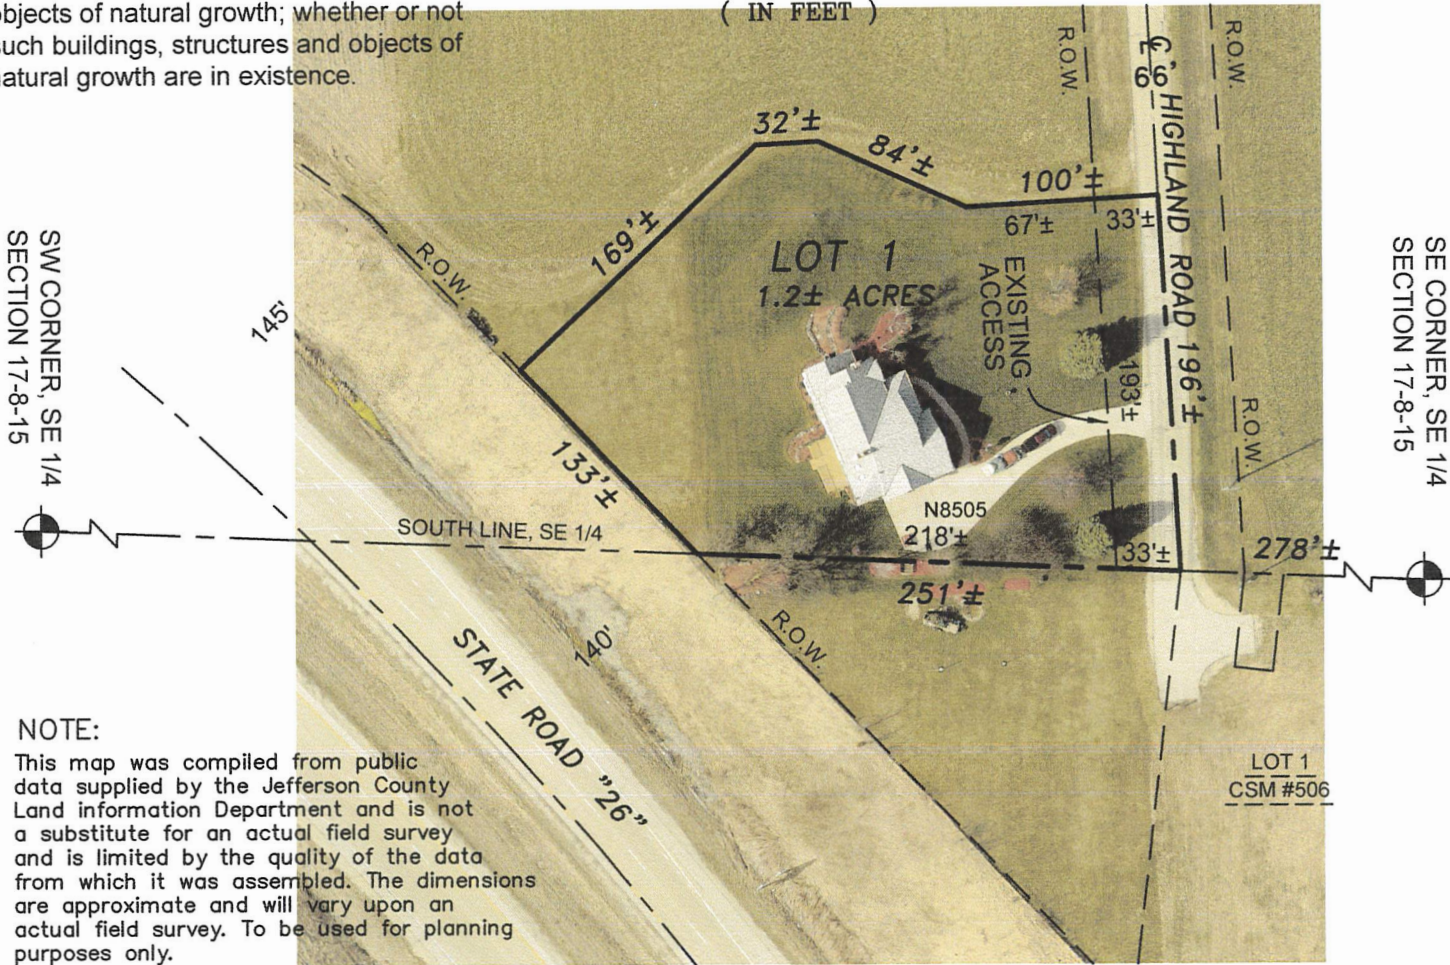 objects of natural growth; whether or not
such buildings, structures and objects of
natural growth are in existence.
( IN FEET )
R.O.W.
66'
HIGHLAND ROAD 196'±
R.O.W.
32'±
84'±
100'±
67'±
33'±
169'±
R.O.W.
LOT 1
1.2± ACRES
EXISTING
ACCESS
193'±
R.O.W.
145'
SW CORNER, SE 1/4
SECTION 17-8-15
SE CORNER, SE 1/4
SECTION 17-8-15
133'±
SOUTH LINE, SE 1/4
N8505
218'±
33'±
278'±
251'±
R.O.W.
140'
STATE ROAD "26"
LOT 1
CSM #506
NOTE:
This map was compiled from public
data supplied by the Jefferson County
Land information Department and is not
a substitute for an actual field survey
and is limited by the quality of the data
from which it was assembled. The dimensions
are approximate and will vary upon an
actual field survey. To be used for planning
purposes only.